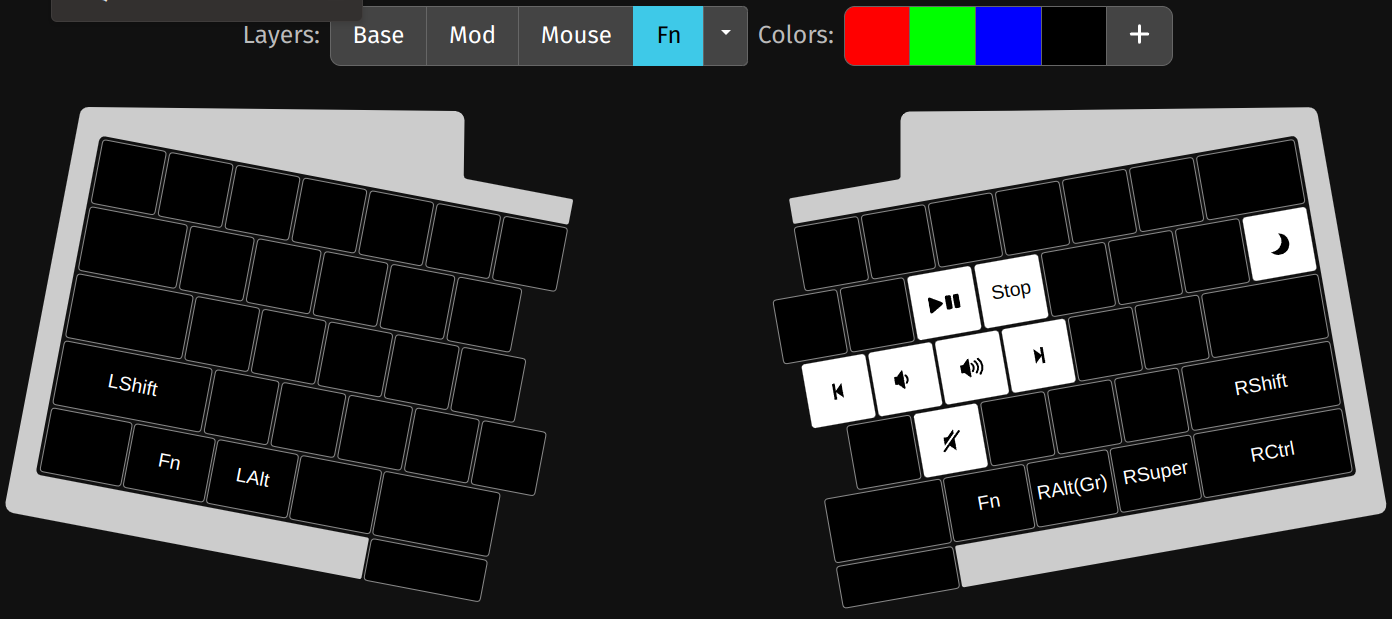 Layers: Base Mod Mouse Fn Colors: +
Stop
LShift
RShift
Fn LAlt
Fn RAlt(Gr) RSuper RCtrl